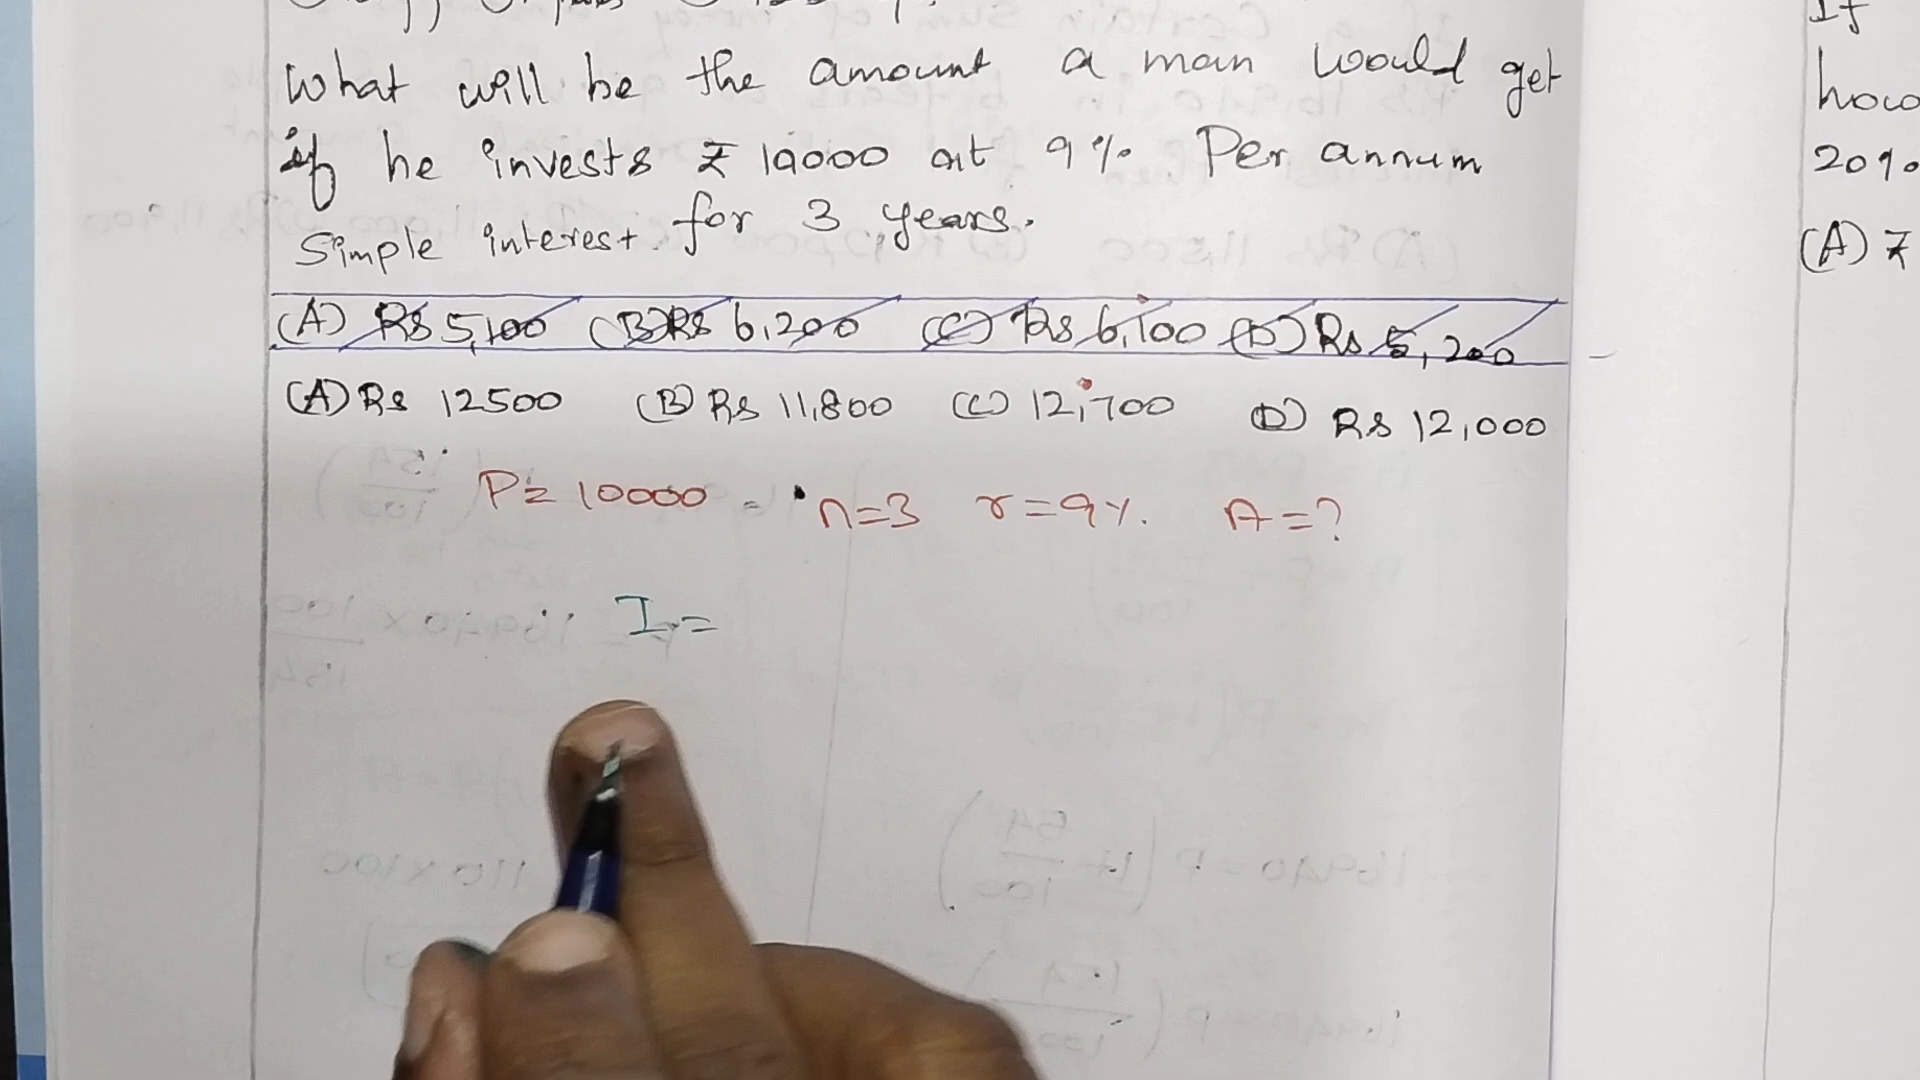 What will be the amount a man would get
if he invests ₹ 10000 at 9% Per annum
Simple interest for 3 years.
(A) Rs 5,100 (B) Rs 6,200 (C) Rs 6,100 (D) Rs 5,200
(A) Rs 12500 (B) Rs 11,800 (C) 12,700 (D) Rs 12,000
P = 10000 n=3 r=9%. A=?
I =
If
how
20%
(A) ₹